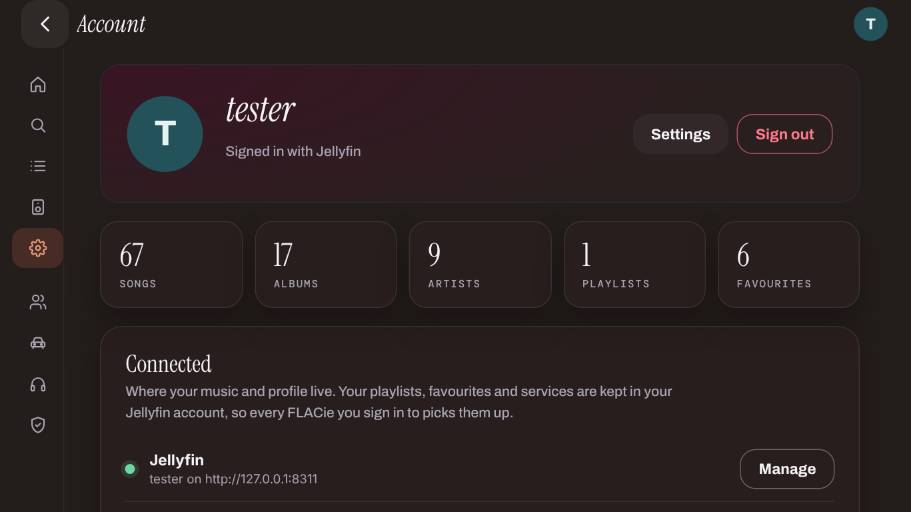 Account
T
T
tester
Signed in with Jellyfin
Settings
Sign out
67
SONGS
17
ALBUMS
9
ARTISTS
1
PLAYLISTS
6
FAVOURITES
Connected
Where your music and profile live. Your playlists, favourites and services are kept in your
Jellyfin account, so every FLACie you sign in to picks them up.
Jellyfin
tester on http://127.0.0.1:8311
Manage